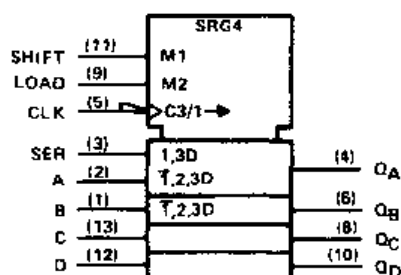 SRG4
SHIFT (11) M1
LOAD (9) M2
CLK (5) C3/1→
SER (3) 1,3D
A (2) 1̅,2,3D (4) QA
B (1) 1̅,2,3D (6) QB
C (13) (8) QC
D (12) (10) QD